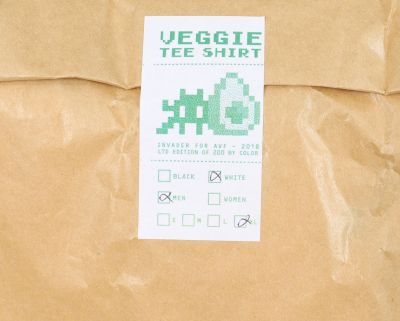 VEGGIE
TEE SHIRT
INVADER FOR AVF - 2018
LTD EDITION OF 200 BY COLOR
BLACK WHITE
MEN WOMEN
M L XL